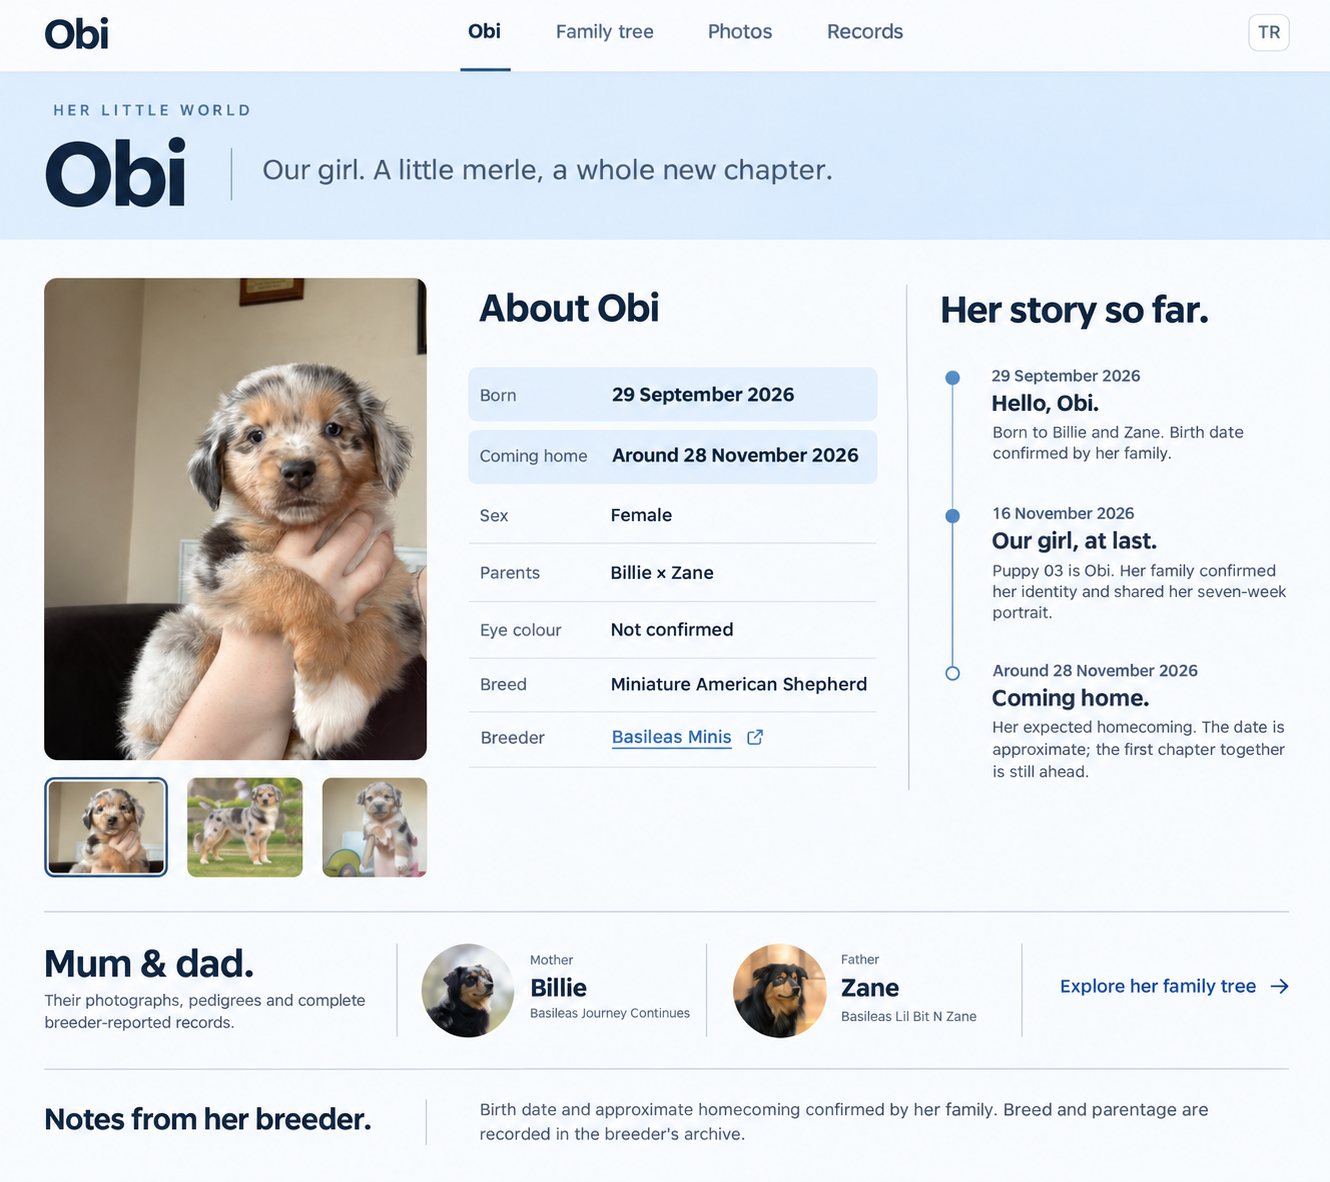 Obi
Obi
Family tree
Photos
Records
TR
HER LITTLE WORLD
Obi
Our girl. A little merle, a whole new chapter.
About Obi
Born
29 September 2026
Coming home
Around 28 November 2026
Sex
Female
Parents
Billie × Zane
Eye colour
Not confirmed
Breed
Miniature American Shepherd
Breeder
Basileas Minis
Her story so far.
29 September 2026
Hello, Obi.
Born to Billie and Zane. Birth date
confirmed by her family.
16 November 2026
Our girl, at last.
Puppy 03 is Obi. Her family confirmed
her identity and shared her seven-week
portrait.
Around 28 November 2026
Coming home.
Her expected homecoming. The date is
approximate; the first chapter together
is still ahead.
Mum & dad.
Their photographs, pedigrees and complete
breeder-reported records.
Mother
Billie
Basileas Journey Continues
Father
Zane
Basileas Lil Bit N Zane
Explore her family tree
Notes from her breeder.
Birth date and approximate homecoming confirmed by her family. Breed and parentage are
recorded in the breeder's archive.